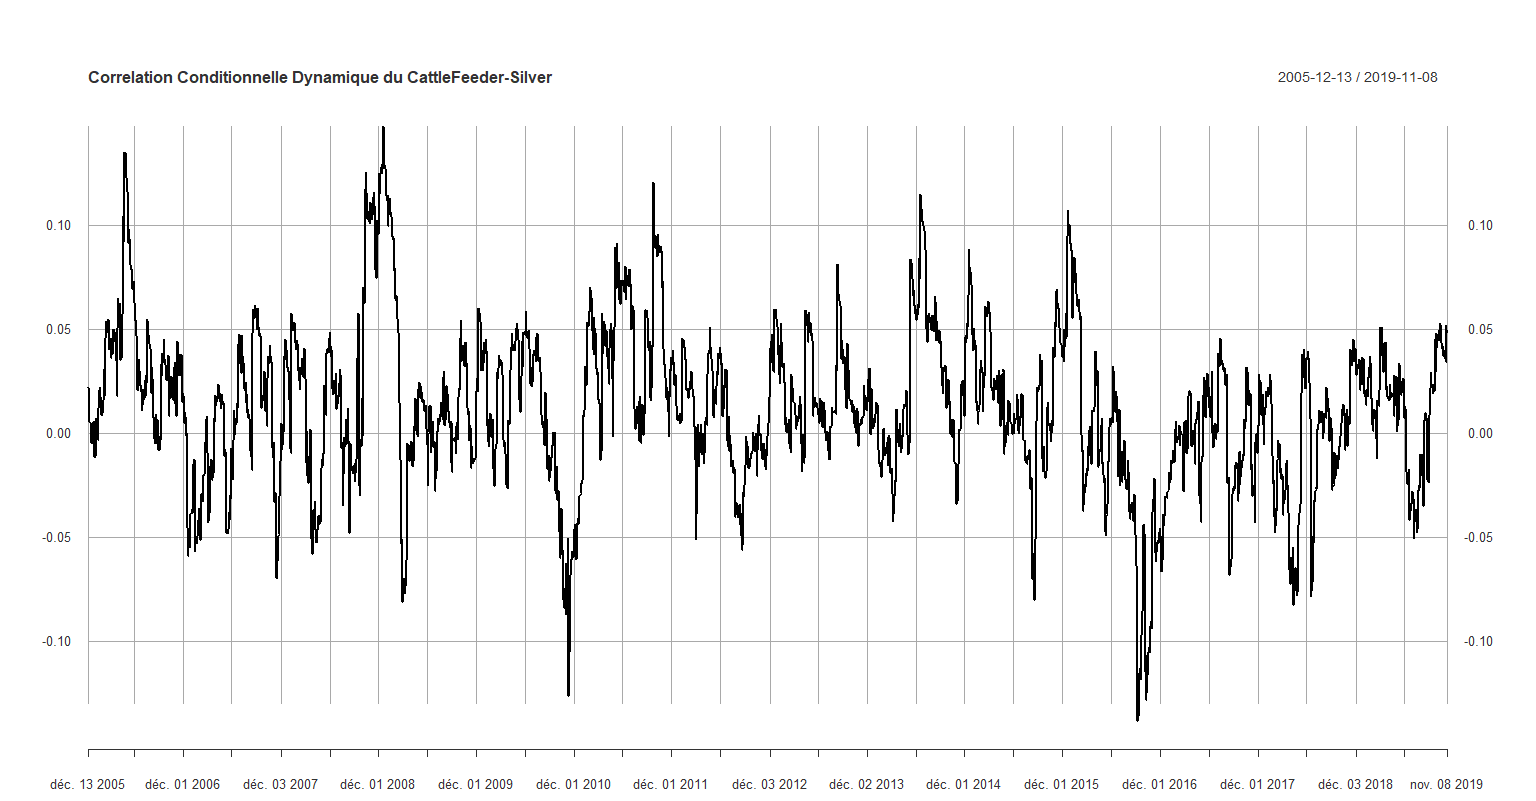 Correlation Conditionnelle Dynamique du CattleFeeder-Silver
2005-12-13 / 2019-11-08
0.10 0.10
0.05 0.05
0.00 0.00
-0.05 -0.05
-0.10 -0.10
déc. 13 2005 déc. 01 2006 déc. 03 2007 déc. 01 2008 déc. 01 2009 déc. 01 2010 déc. 01 2011 déc. 03 2012 déc. 02 2013 déc. 01 2014 déc. 01 2015 déc. 01 2016 déc. 01 2017 déc. 03 2018 nov. 08 2019